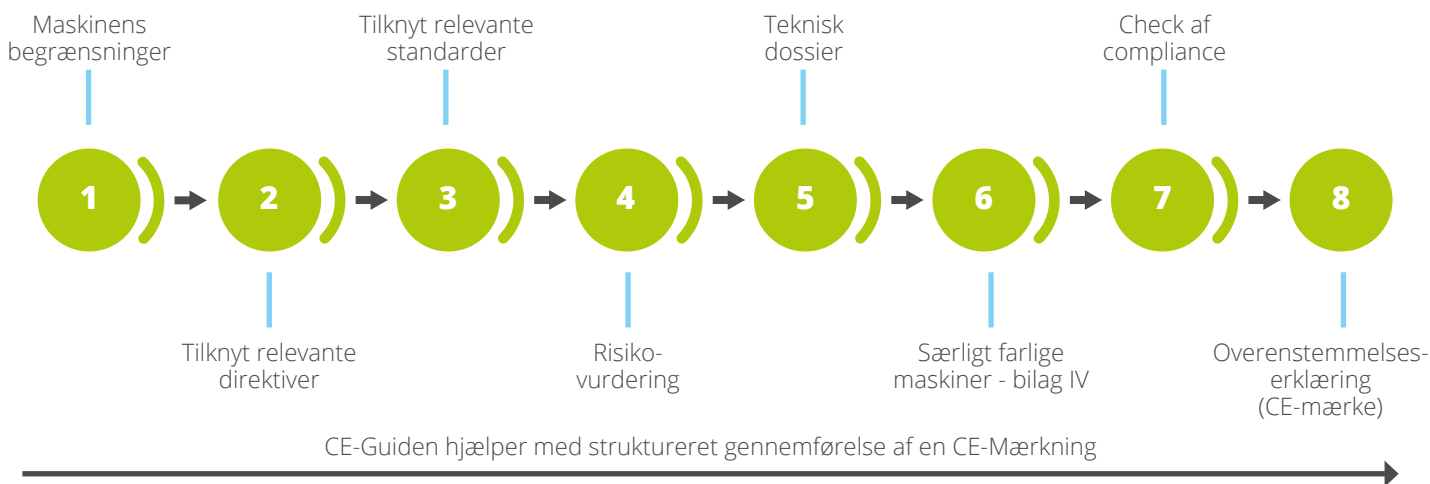 Maskinens
begrænsninger
Tilknyt relevante
standarder
Teknisk
dossier
Check af
compliance
1
2
3
4
5
6
7
8
Tilknyt relevante
direktiver
Risiko-
vurdering
Særligt farlige
maskiner - bilag IV
Overenstemmelses-
erklæring
(CE-mærke)
CE-Guiden hjælper med struktureret gennemførelse af en CE-Mærkning